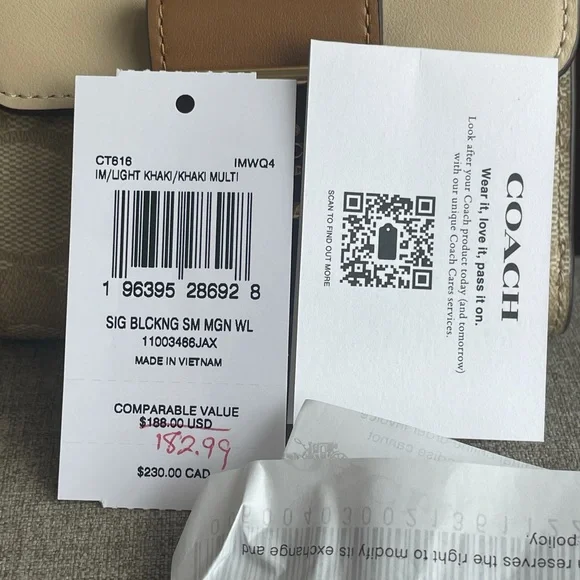 CT616 IMWQ4
IM/LIGHT KHAKI/KHAKI MULTI
1 96395 28692 8
SIG BLCKNG SM MGN WL
11003466JAX
MADE IN VIETNAM
COMPARABLE VALUE
$188.00 USD
182.99
$230.00 CAD
COACH
Wear it, love it, pass it on.
Look after your Coach product today (and tomorrow)
with our unique Coach Cares services.
SCAN TO FIND OUT MORE
reserves the right to modify its exchange and
policy.